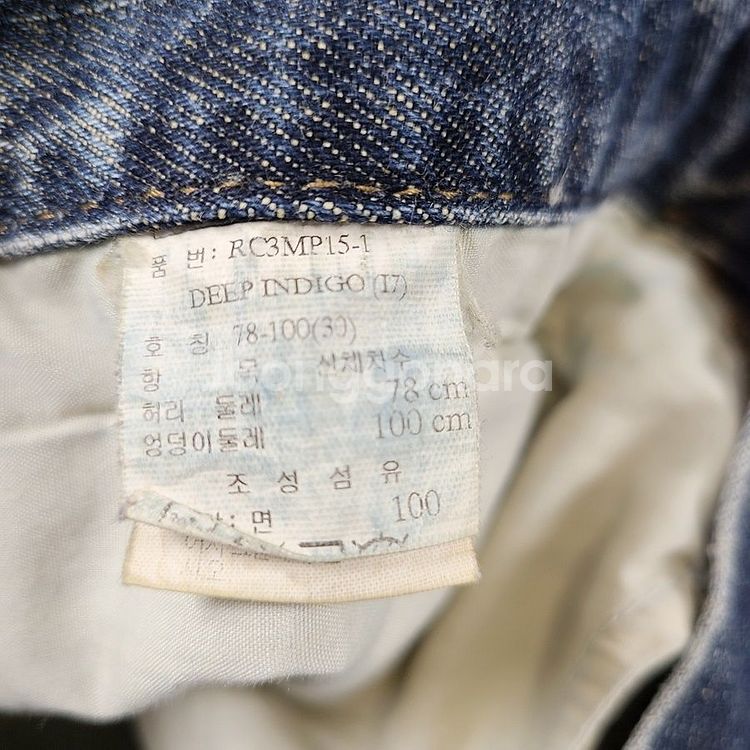 품 번: RC3MP15-1
DEEP INDIGO (I7)
호 칭 78-100(30)
항 목 신체치수
허리 둘레 78 cm
엉덩이둘레 100 cm
조 성 섬 유
: 면 100
Joonggonara